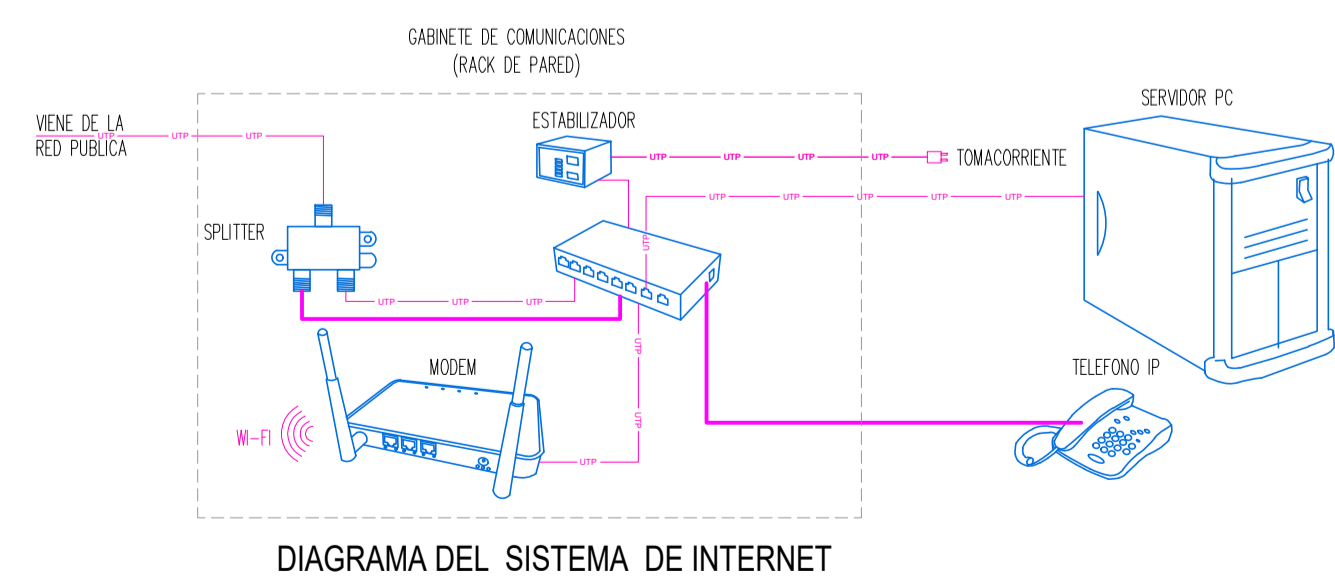 GABINETE DE COMUNICACIONES
(RACK DE PARED)
SERVIDOR PC
VIENE DE LA
RED PUBLICA
UTP UTP UTP
ESTABILIZADOR
UTP UTP UTP UTP
TOMACORRIENTE
UTP UTP UTP UTP UTP
SPLITTER
UTP
UTP UTP UTP
UTP
MODEM
TELEFONO IP
WI-FI
UTP
UTP
DIAGRAMA DEL SISTEMA DE INTERNET